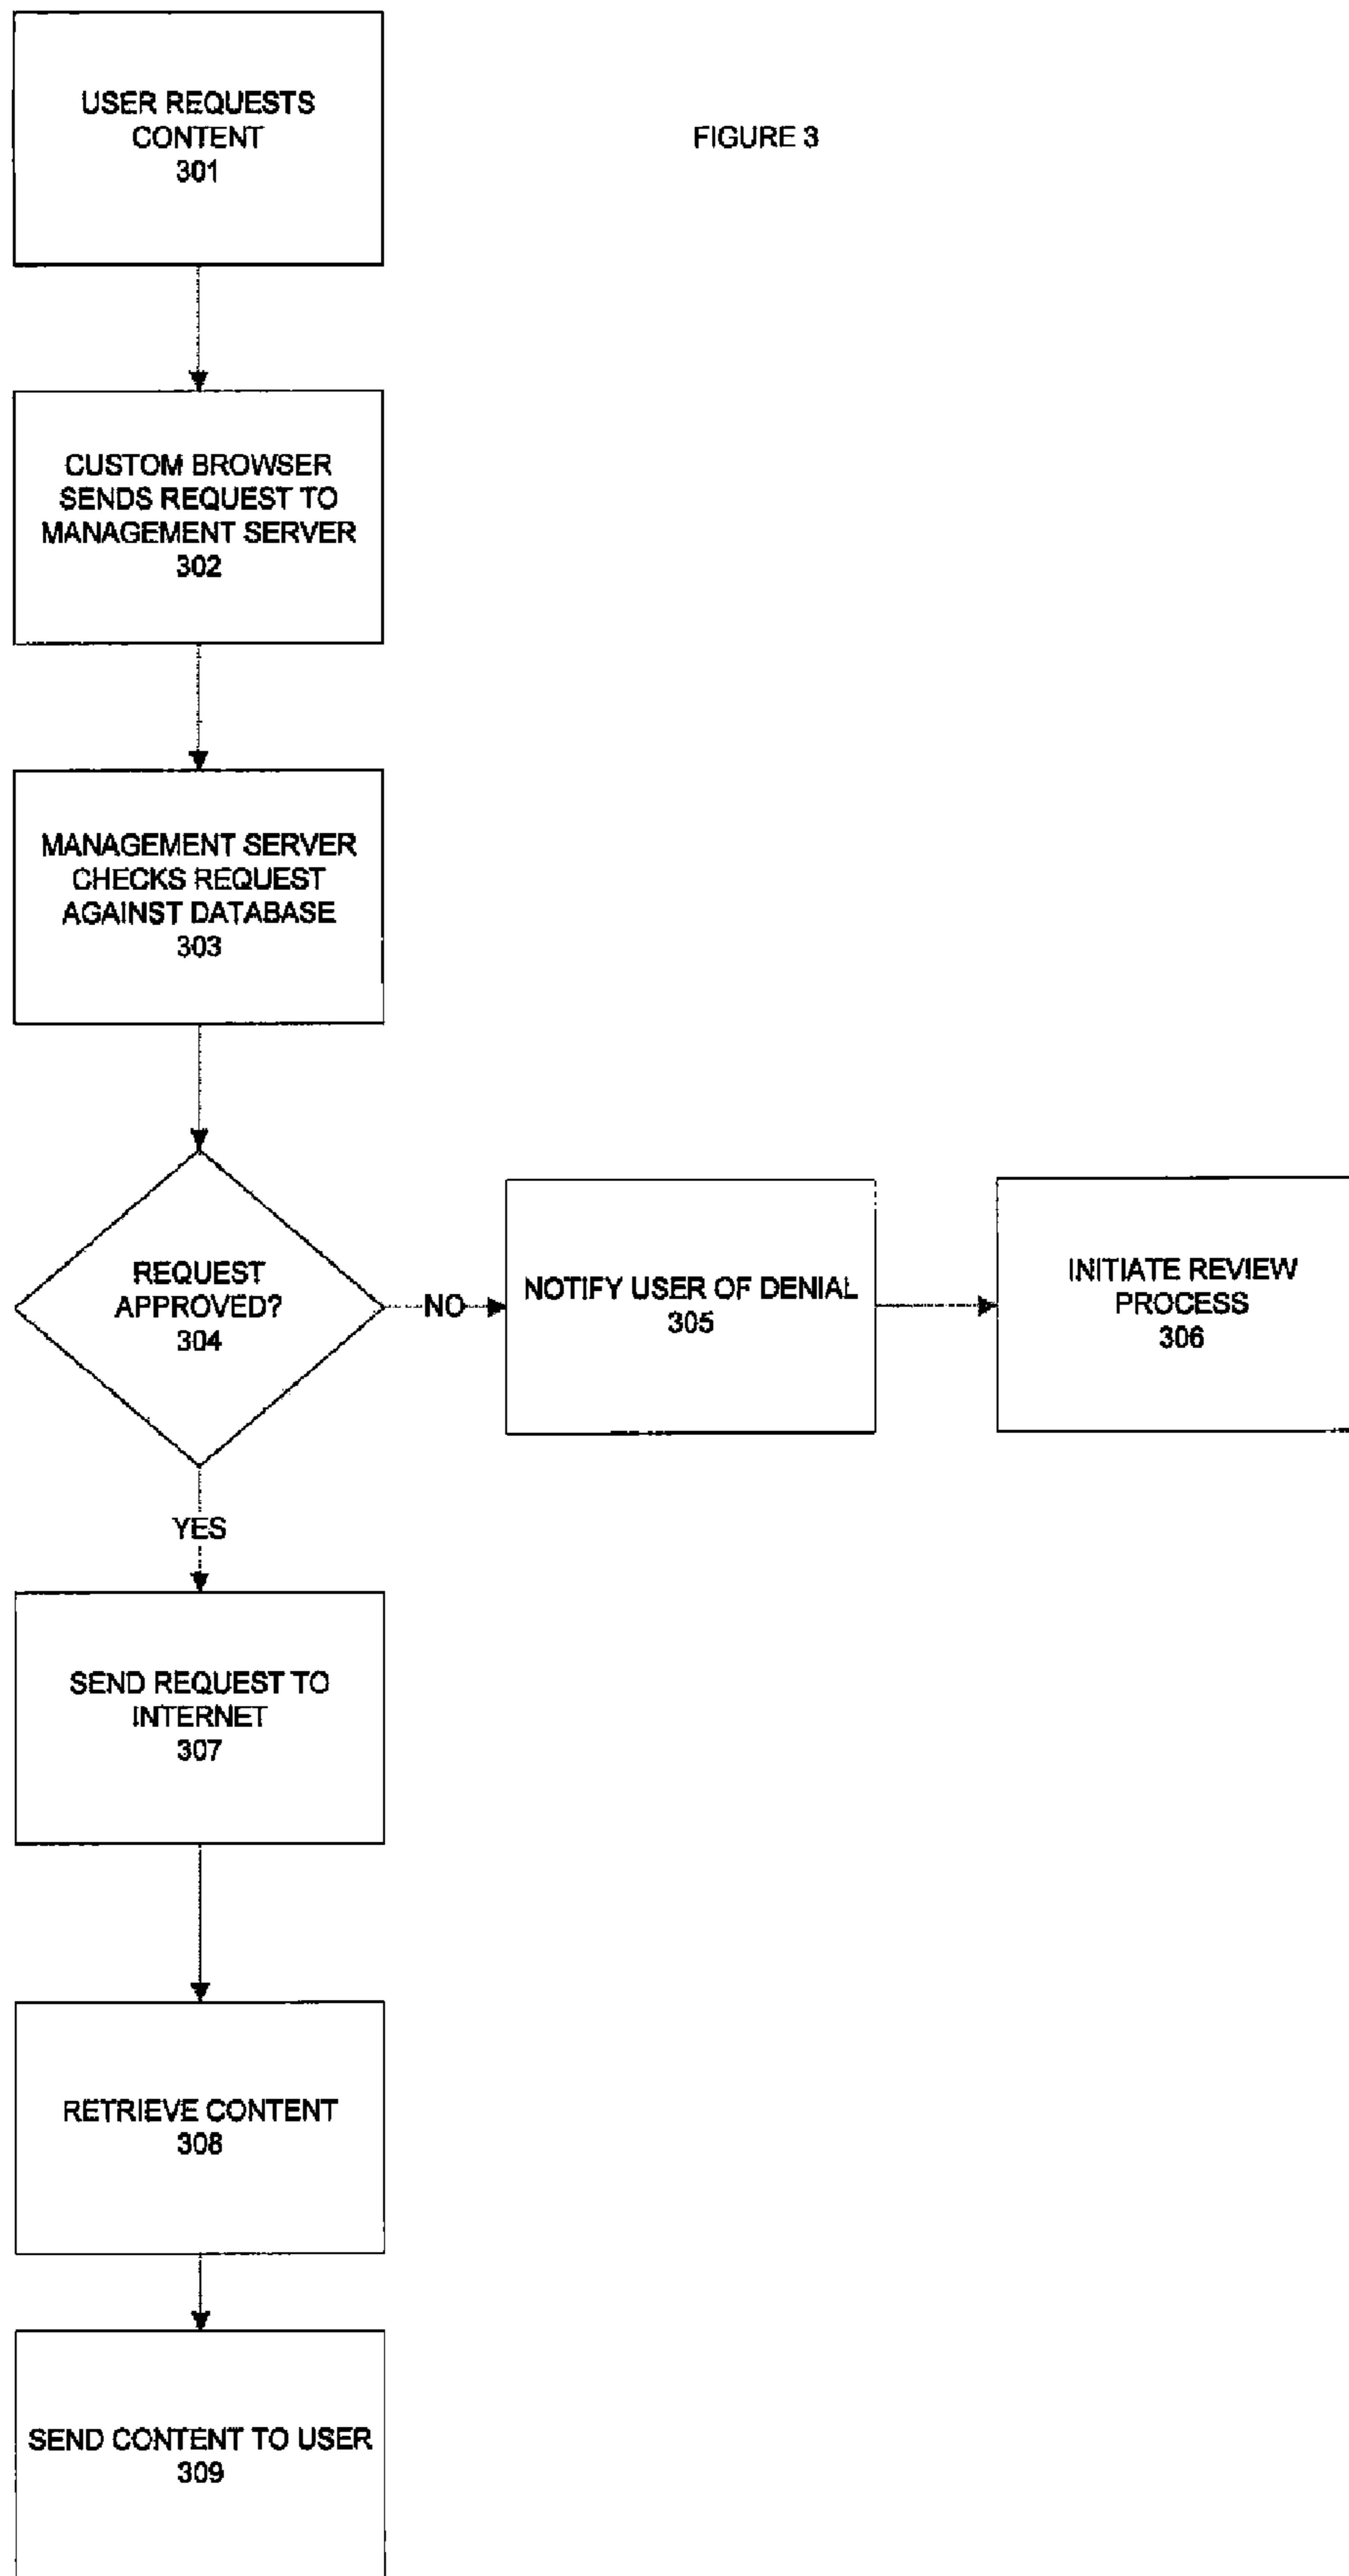 USER REQUESTS
CONTENT
301
FIGURE 3
CUSTOM BROWSER
SENDS REQUEST TO
MANAGEMENT SERVER
302
MANAGEMENT SERVER
CHECKS REQUEST
AGAINST DATABASE
303
REQUEST
APPROVED?
304
NO
NOTIFY USER OF DENIAL
305
INITIATE REVIEW
PROCESS
306
YES
SEND REQUEST TO
INTERNET
307
RETRIEVE CONTENT
308
SEND CONTENT TO USER
309